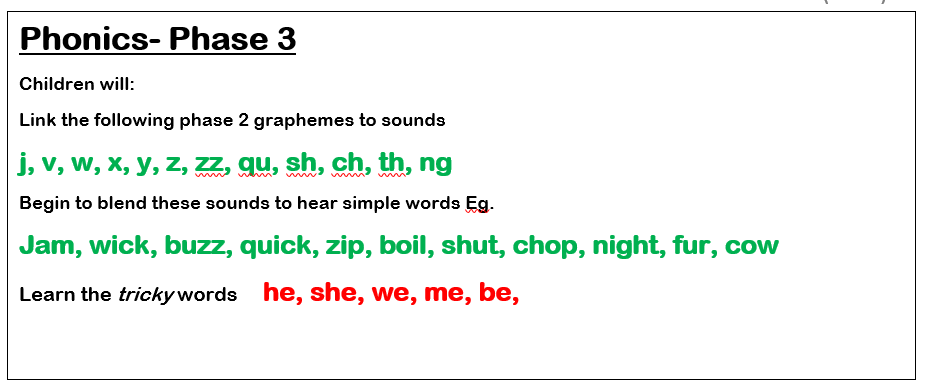 Phonics- Phase 3
Children will:
Link the following phase 2 graphemes to sounds
j, v, w, x, y, z, zz, qu, sh, ch, th, ng
Begin to blend these sounds to hear simple words Eg.
Jam, wick, buzz, quick, zip, boil, shut, chop, night, fur, cow
Learn the tricky words he, she, we, me, be,